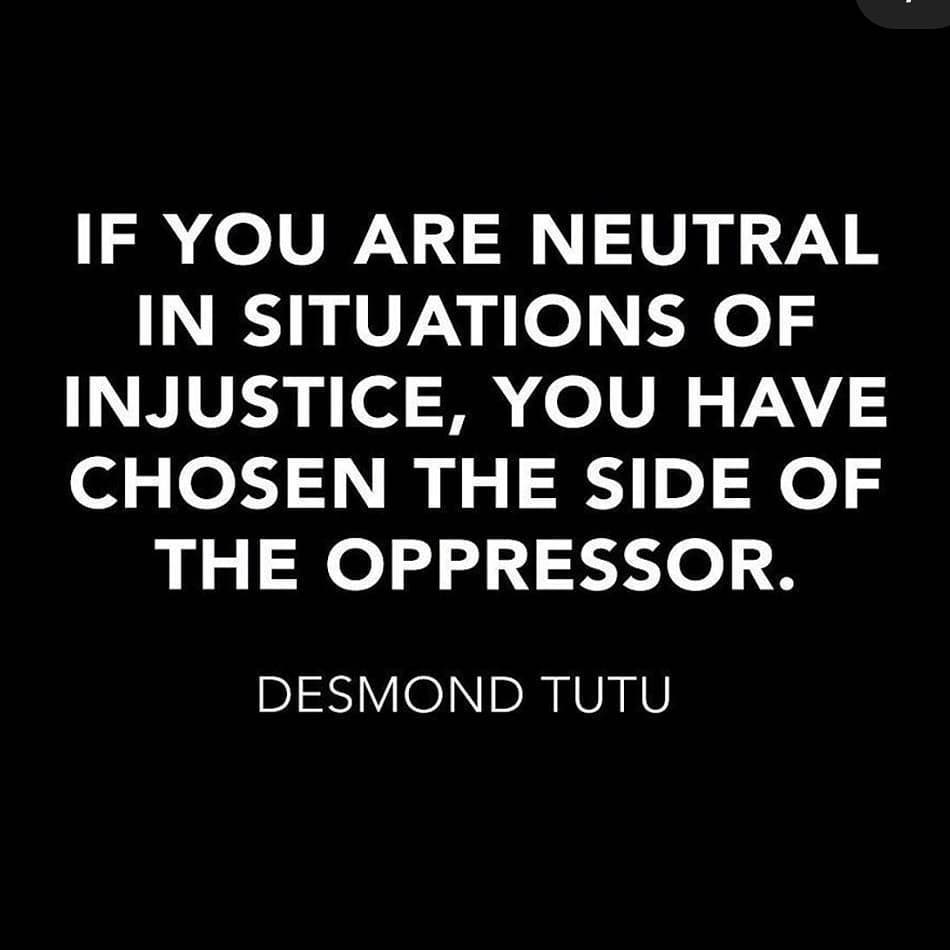 IF YOU ARE NEUTRAL
IN SITUATIONS OF
INJUSTICE, YOU HAVE
CHOSEN THE SIDE OF
THE OPPRESSOR.
DESMOND TUTU